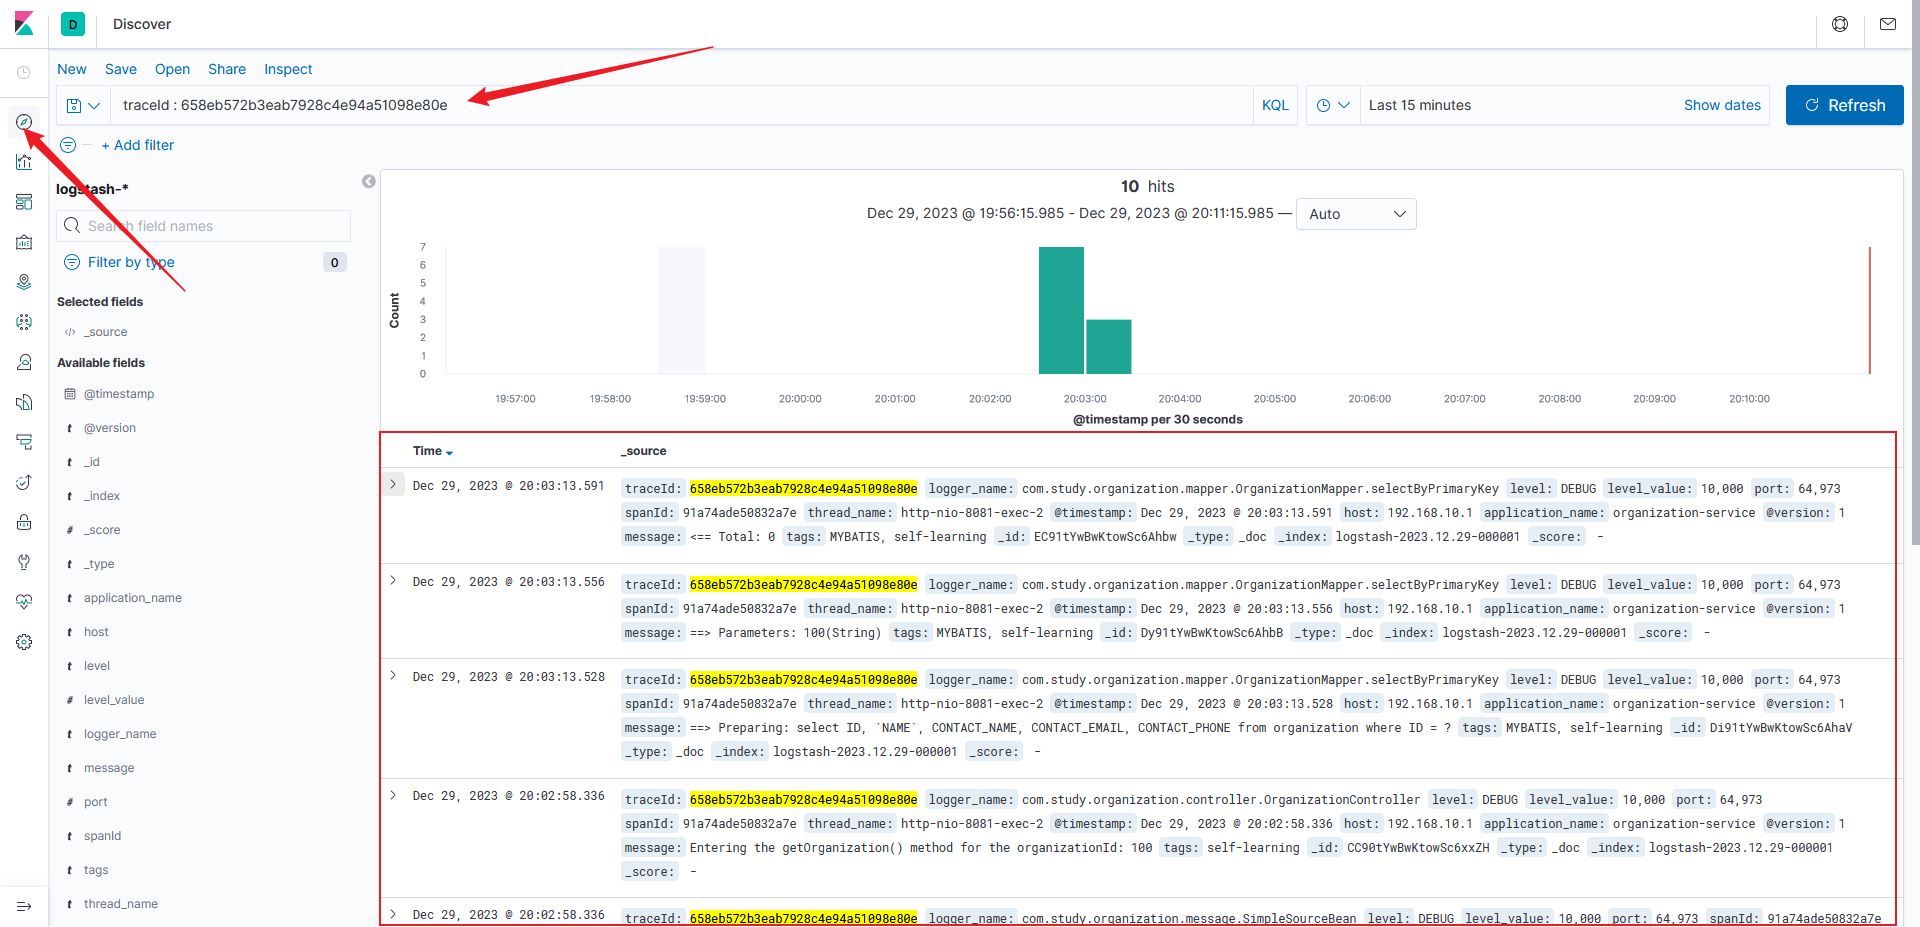 D Discover
New Save Open Share Inspect
traceId : 658eb572b3eab7928c4e94a51098e80e KQL Last 15 minutes Show dates Refresh
+ Add filter
logstash-*
Search field names
Filter by type 0
Selected fields
_source
Available fields
@timestamp
t @version
t _id
t _index
# _score
t _type
t application_name
t host
t level
# level_value
t logger_name
t message
# port
t spanId
t tags
t thread_name
10 hits
Dec 29, 2023 @ 19:56:15.985 - Dec 29, 2023 @ 20:11:15.985 — Auto
Count
7
6
5
4
3
2
1
0
19:57:00 19:58:00 19:59:00 20:00:00 20:01:00 20:02:00 20:03:00 20:04:00 20:05:00 20:06:00 20:07:00 20:08:00 20:09:00 20:10:00
@timestamp per 30 seconds
Time _source
Dec 29, 2023 @ 20:03:13.591 traceId: 658eb572b3eab7928c4e94a51098e80e logger_name: com.study.organization.mapper.OrganizationMapper.selectByPrimaryKey level: DEBUG level_value: 10,000 port: 64,973
spanId: 91a74ade50832a7e thread_name: http-nio-8081-exec-2 @timestamp: Dec 29, 2023 @ 20:03:13.591 host: 192.168.10.1 application_name: organization-service @version: 1
message: <== Total: 0 tags: MYBATIS, self-learning _id: EC91tYwBwKtowSc6Ahbw _type: _doc _index: logstash-2023.12.29-000001 _score: -
Dec 29, 2023 @ 20:03:13.556 traceId: 658eb572b3eab7928c4e94a51098e80e logger_name: com.study.organization.mapper.OrganizationMapper.selectByPrimaryKey level: DEBUG level_value: 10,000 port: 64,973
spanId: 91a74ade50832a7e thread_name: http-nio-8081-exec-2 @timestamp: Dec 29, 2023 @ 20:03:13.556 host: 192.168.10.1 application_name: organization-service @version: 1
message: ==> Parameters: 100(String) tags: MYBATIS, self-learning _id: Dy91tYwBwKtowSc6AhbB _type: _doc _index: logstash-2023.12.29-000001 _score: -
Dec 29, 2023 @ 20:03:13.528 traceId: 658eb572b3eab7928c4e94a51098e80e logger_name: com.study.organization.mapper.OrganizationMapper.selectByPrimaryKey level: DEBUG level_value: 10,000 port: 64,973
spanId: 91a74ade50832a7e thread_name: http-nio-8081-exec-2 @timestamp: Dec 29, 2023 @ 20:03:13.528 host: 192.168.10.1 application_name: organization-service @version: 1
message: ==> Preparing: select ID, `NAME`, CONTACT_NAME, CONTACT_EMAIL, CONTACT_PHONE from organization where ID = ? tags: MYBATIS, self-learning _id: Di91tYwBwKtowSc6AhaV
_type: _doc _index: logstash-2023.12.29-000001 _score: -
Dec 29, 2023 @ 20:02:58.336 traceId: 658eb572b3eab7928c4e94a51098e80e logger_name: com.study.organization.controller.OrganizationController level: DEBUG level_value: 10,000 port: 64,973
spanId: 91a74ade50832a7e thread_name: http-nio-8081-exec-2 @timestamp: Dec 29, 2023 @ 20:02:58.336 host: 192.168.10.1 application_name: organization-service @version: 1
message: Entering the getOrganization() method for the organizationId: 100 tags: self-learning _id: CC90tYwBwKtowSc6xxZH _type: _doc _index: logstash-2023.12.29-000001
_score: -
Dec 29, 2023 @ 20:02:58.336 traceId: 658eb572b3eab7928c4e94a51098e80e logger_name: com.study.organization.message.SimpleSourceBean level: DEBUG level_value: 10,000 port: 64,973 spanId: 91a74ade50832a7e